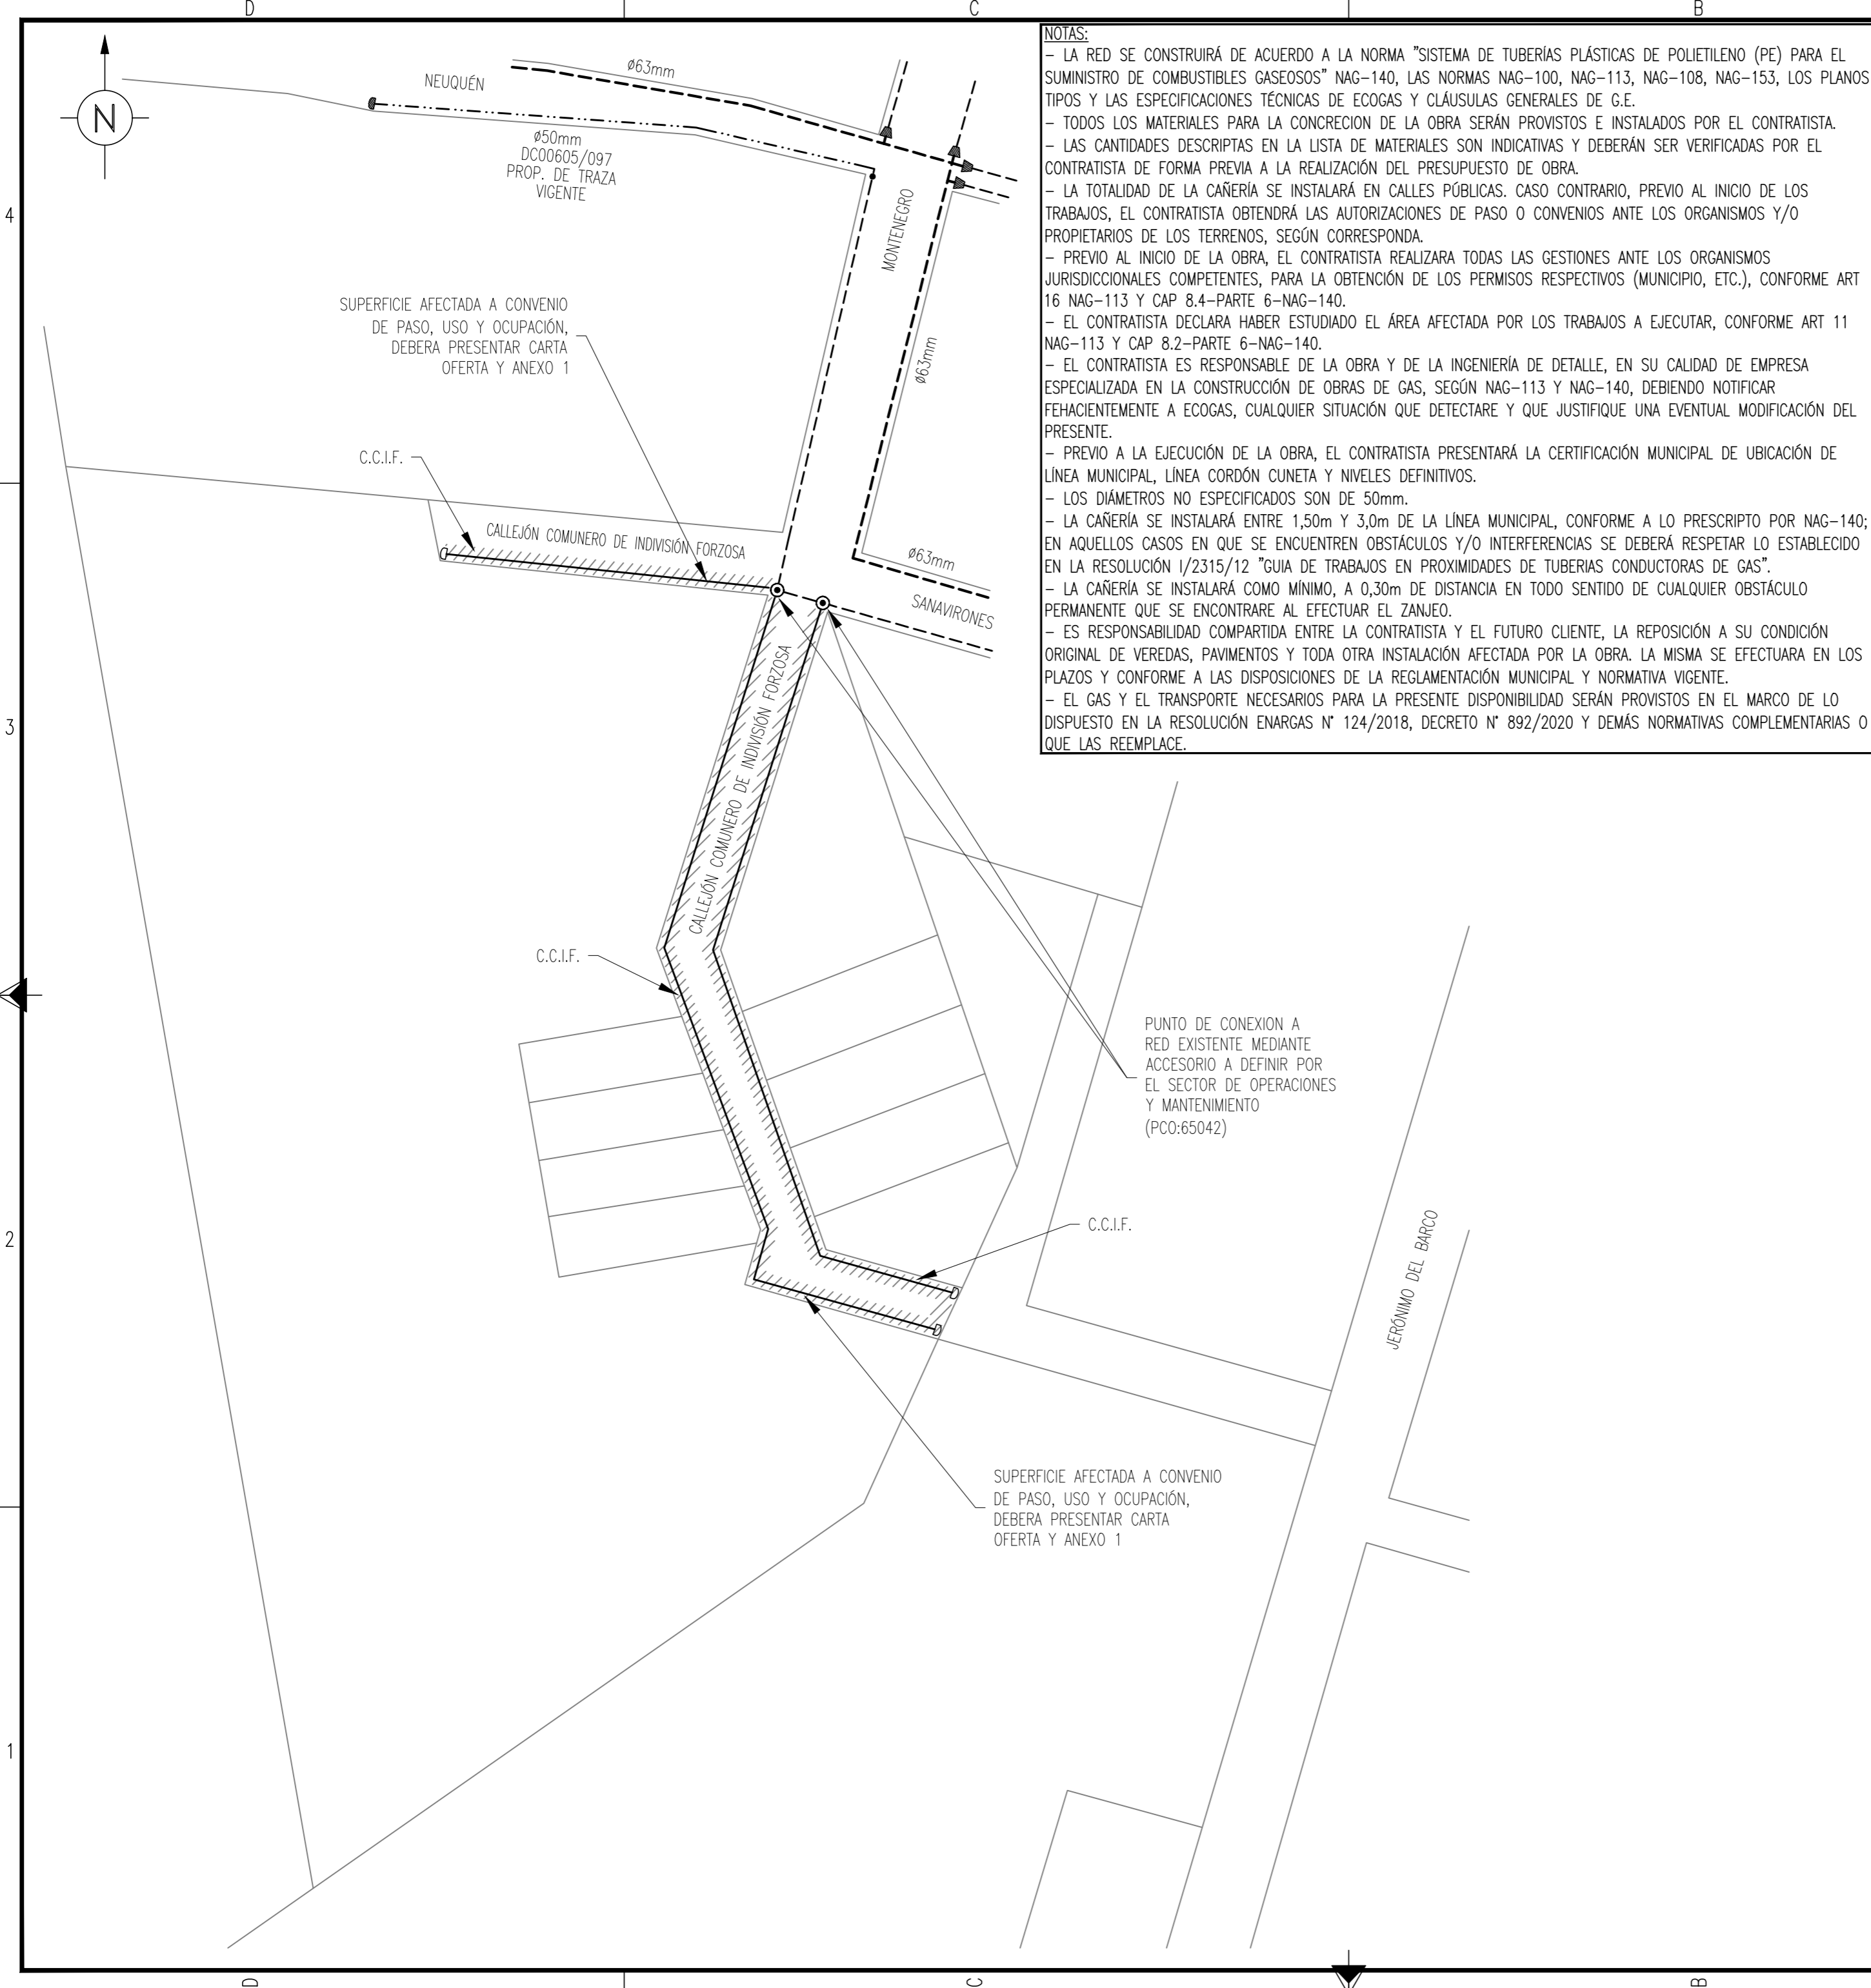 D
C
B
NOTAS:
– LA RED SE CONSTRUIRÁ DE ACUERDO A LA NORMA "SISTEMA DE TUBERÍAS PLÁSTICAS DE POLIETILENO (PE) PARA EL
SUMINISTRO DE COMBUSTIBLES GASEOSOS" NAG–140, LAS NORMAS NAG–100, NAG–113, NAG–108, NAG–153, LOS PLANOS
TIPOS Y LAS ESPECIFICACIONES TÉCNICAS DE ECOGAS Y CLÁUSULAS GENERALES DE G.E.
– TODOS LOS MATERIALES PARA LA CONCRECION DE LA OBRA SERÁN PROVISTOS E INSTALADOS POR EL CONTRATISTA.
– LAS CANTIDADES DESCRIPTAS EN LA LISTA DE MATERIALES SON INDICATIVAS Y DEBERÁN SER VERIFICADAS POR EL
CONTRATISTA DE FORMA PREVIA A LA REALIZACIÓN DEL PRESUPUESTO DE OBRA.
– LA TOTALIDAD DE LA CAÑERÍA SE INSTALARÁ EN CALLES PÚBLICAS. CASO CONTRARIO, PREVIO AL INICIO DE LOS
TRABAJOS, EL CONTRATISTA OBTENDRÁ LAS AUTORIZACIONES DE PASO O CONVENIOS ANTE LOS ORGANISMOS Y/O
PROPIETARIOS DE LOS TERRENOS, SEGÚN CORRESPONDA.
– PREVIO AL INICIO DE LA OBRA, EL CONTRATISTA REALIZARA TODAS LAS GESTIONES ANTE LOS ORGANISMOS
JURISDICCIONALES COMPETENTES, PARA LA OBTENCIÓN DE LOS PERMISOS RESPECTIVOS (MUNICIPIO, ETC.), CONFORME ART
16 NAG–113 Y CAP 8.4–PARTE 6–NAG–140.
– EL CONTRATISTA DECLARA HABER ESTUDIADO EL ÁREA AFECTADA POR LOS TRABAJOS A EJECUTAR, CONFORME ART 11
NAG–113 Y CAP 8.2–PARTE 6–NAG–140.
– EL CONTRATISTA ES RESPONSABLE DE LA OBRA Y DE LA INGENIERÍA DE DETALLE, EN SU CALIDAD DE EMPRESA
ESPECIALIZADA EN LA CONSTRUCCIÓN DE OBRAS DE GAS, SEGÚN NAG–113 Y NAG–140, DEBIENDO NOTIFICAR
FEHACIENTEMENTE A ECOGAS, CUALQUIER SITUACIÓN QUE DETECTARE Y QUE JUSTIFIQUE UNA EVENTUAL MODIFICACIÓN DEL
PRESENTE.
– PREVIO A LA EJECUCIÓN DE LA OBRA, EL CONTRATISTA PRESENTARÁ LA CERTIFICACIÓN MUNICIPAL DE UBICACIÓN DE
LÍNEA MUNICIPAL, LÍNEA CORDÓN CUNETA Y NIVELES DEFINITIVOS.
– LOS DIÁMETROS NO ESPECIFICADOS SON DE 50mm.
– LA CAÑERÍA SE INSTALARÁ ENTRE 1,50m Y 3,0m DE LA LÍNEA MUNICIPAL, CONFORME A LO PRESCRIPTO POR NAG–140;
EN AQUELLOS CASOS EN QUE SE ENCUENTREN OBSTÁCULOS Y/O INTERFERENCIAS SE DEBERÁ RESPETAR LO ESTABLECIDO
EN LA RESOLUCIÓN I/2315/12 "GUIA DE TRABAJOS EN PROXIMIDADES DE TUBERIAS CONDUCTORAS DE GAS".
– LA CAÑERÍA SE INSTALARÁ COMO MÍNIMO, A 0,30m DE DISTANCIA EN TODO SENTIDO DE CUALQUIER OBSTÁCULO
PERMANENTE QUE SE ENCONTRARE AL EFECTUAR EL ZANJEO.
– ES RESPONSABILIDAD COMPARTIDA ENTRE LA CONTRATISTA Y EL FUTURO CLIENTE, LA REPOSICIÓN A SU CONDICIÓN
ORIGINAL DE VEREDAS, PAVIMENTOS Y TODA OTRA INSTALACIÓN AFECTADA POR LA OBRA. LA MISMA SE EFECTUARA EN LOS
PLAZOS Y CONFORME A LAS DISPOSICIONES DE LA REGLAMENTACIÓN MUNICIPAL Y NORMATIVA VIGENTE.
– EL GAS Y EL TRANSPORTE NECESARIOS PARA LA PRESENTE DISPONIBILIDAD SERÁN PROVISTOS EN EL MARCO DE LO
DISPUESTO EN LA RESOLUCIÓN ENARGAS N° 124/2018, DECRETO N° 892/2020 Y DEMÁS NORMATIVAS COMPLEMENTARIAS O
QUE LAS REEMPLACE.
N
NEUQUÉN
ø63mm
ø50mm
DC00605/097
PROP. DE TRAZA
VIGENTE
4
MONTENEGRO
SUPERFICIE AFECTADA A CONVENIO
DE PASO, USO Y OCUPACIÓN,
DEBERA PRESENTAR CARTA
OFERTA Y ANEXO 1
ø63mm
C.C.I.F.
CALLEJÓN COMUNERO DE INDIVISIÓN FORZOSA
ø63mm
SANAVIRONES
3
CALLEJÓN COMUNERO DE INDIVISIÓN FORZOSA
C.C.I.F.
PUNTO DE CONEXION A
RED EXISTENTE MEDIANTE
ACCESORIO A DEFINIR POR
EL SECTOR DE OPERACIONES
Y MANTENIMIENTO
(PCO:65042)
C.C.I.F.
2
JERÓNIMO DEL BARCO
SUPERFICIE AFECTADA A CONVENIO
DE PASO, USO Y OCUPACIÓN,
DEBERA PRESENTAR CARTA
OFERTA Y ANEXO 1
1
D
C
B